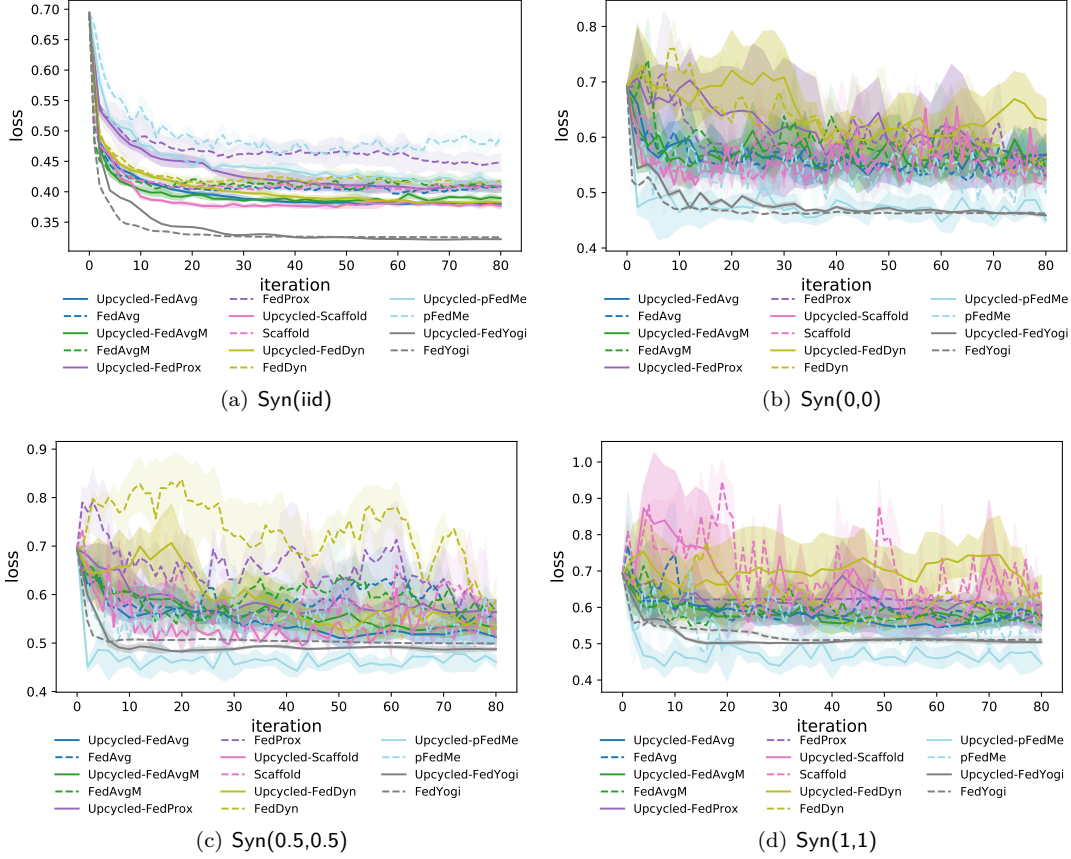 0.70
0.65
0.60
0.55
0.50
0.45
0.40
0.35
loss
0 10 20 30 40 50 60 70 80
iteration
Upcycled-FedAvg FedProx Upcycled-pFedMe
FedAvg Upcycled-Scaffold pFedMe
Upcycled-FedAvgM Scaffold Upcycled-FedYogi
FedAvgM Upcycled-FedDyn FedYogi
Upcycled-FedProx FedDyn
(a) Syn(iid)
0.8
0.7
0.6
0.5
0.4
loss
0 10 20 30 40 50 60 70 80
iteration
Upcycled-FedAvg FedProx Upcycled-pFedMe
FedAvg Upcycled-Scaffold pFedMe
Upcycled-FedAvgM Scaffold Upcycled-FedYogi
FedAvgM Upcycled-FedDyn FedYogi
Upcycled-FedProx FedDyn
(b) Syn(0,0)
0.9
0.8
0.7
0.6
0.5
0.4
loss
0 10 20 30 40 50 60 70 80
iteration
Upcycled-FedAvg FedProx Upcycled-pFedMe
FedAvg Upcycled-Scaffold pFedMe
Upcycled-FedAvgM Scaffold Upcycled-FedYogi
FedAvgM Upcycled-FedDyn FedYogi
Upcycled-FedProx FedDyn
(c) Syn(0.5,0.5)
1.0
0.9
0.8
0.7
0.6
0.5
0.4
loss
0 10 20 30 40 50 60 70 80
iteration
Upcycled-FedAvg FedProx Upcycled-pFedMe
FedAvg Upcycled-Scaffold pFedMe
Upcycled-FedAvgM Scaffold Upcycled-FedYogi
FedAvgM Upcycled-FedDyn FedYogi
Upcycled-FedProx FedDyn
(d) Syn(1,1)